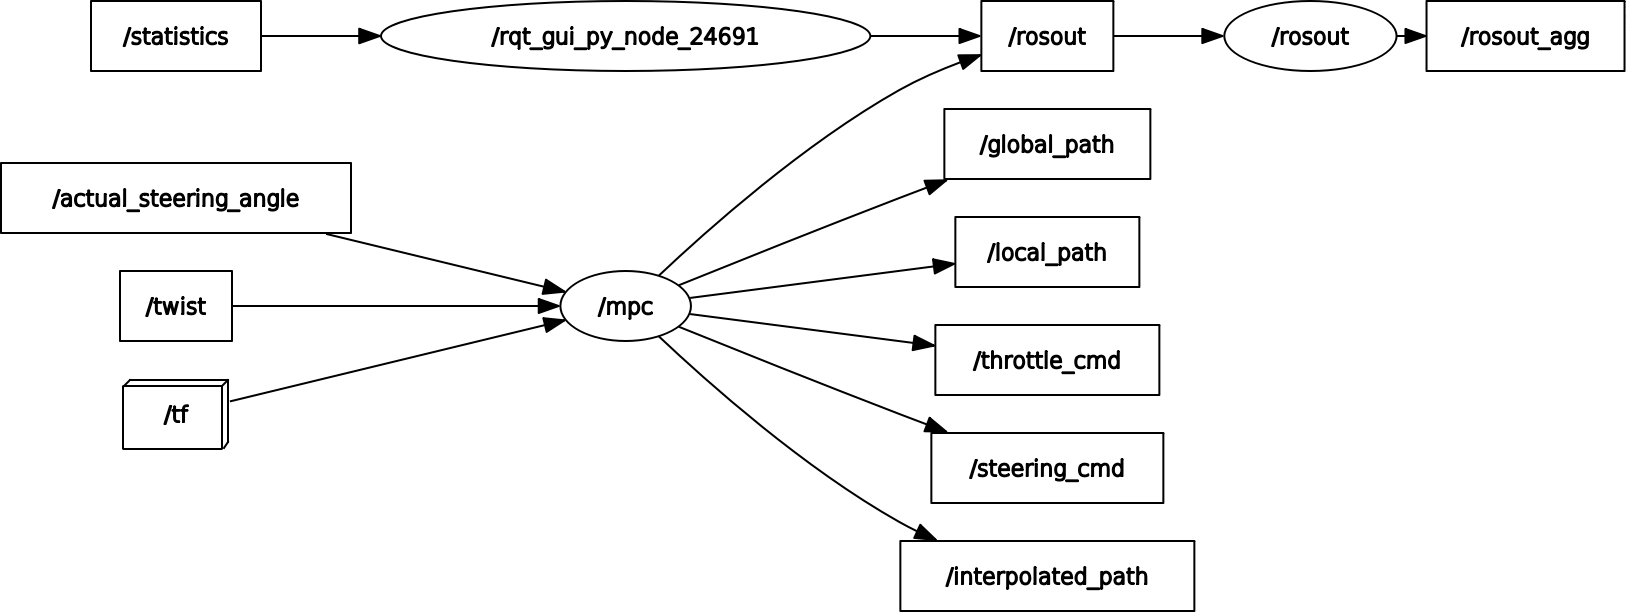 /statistics
/rqt_gui_py_node_24691
/rosout
/rosout
/rosout_agg
/global_path
/actual_steering_angle
/local_path
/twist
/mpc
/throttle_cmd
/tf
/steering_cmd
/interpolated_path